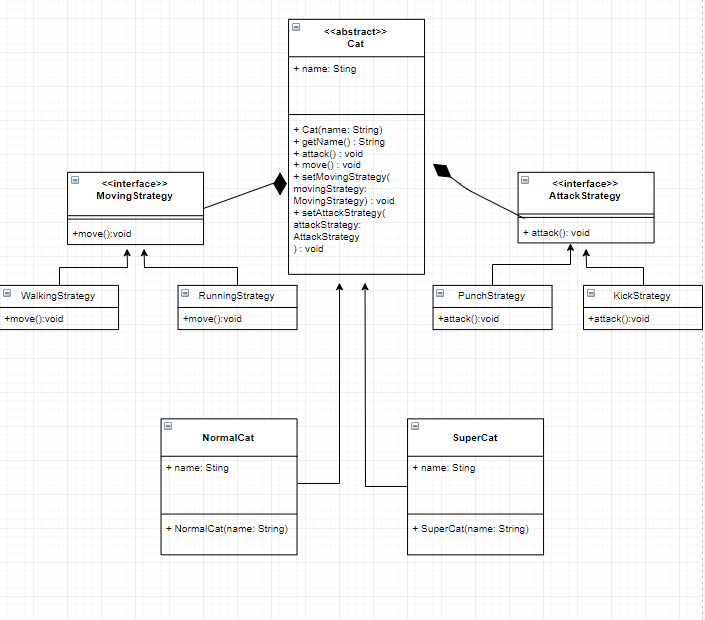 <<abstract>>
Cat
+ name: Sting
+ Cat(name: String)
+ getName() : String
+ attack() : void
+ move() : void
+ setMovingStrategy(
movingStrategy:
MovingStrategy) : void
+ setAttackStrategy(
attackStrategy:
AttackStrategy
) : void
<<interface>>
MovingStrategy
+move():void
<<interface>>
AttackStrategy
+ attack(): void
WalkingStrategy
+move():void
RunningStrategy
+move():void
PunchStrategy
+attack():void
KickStrategy
+attack():void
NormalCat
+ name: Sting
+ NormalCat(name: String)
SuperCat
+ name: Sting
+ SuperCat(name: String)